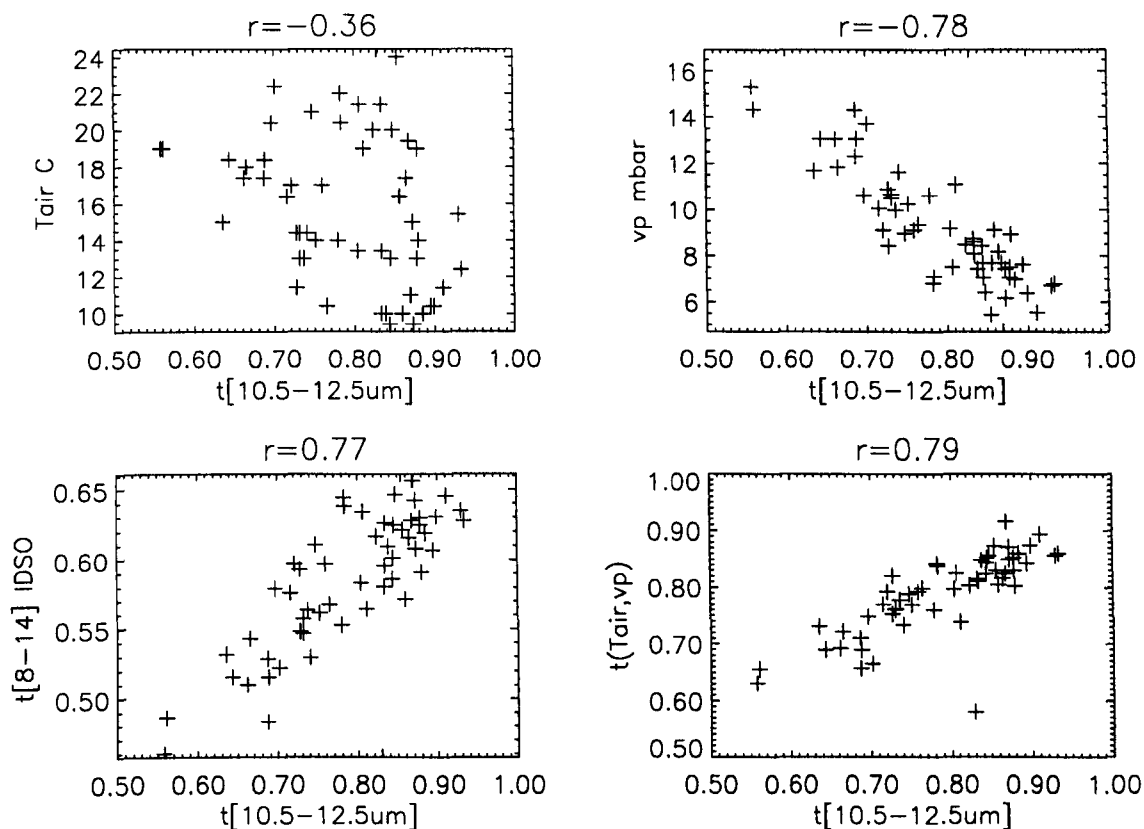 r=−0.36
24
22
20
18
16
14
12
10
Tair C
0.50 0.60 0.70 0.80 0.90 1.00
t[10.5−12.5um]
r=−0.78
16
14
12
10
8
6
vp mbar
0.50 0.60 0.70 0.80 0.90 1.00
t[10.5−12.5um]
r=0.77
0.65
0.60
0.55
0.50
t[8−14] IDSO
0.50 0.60 0.70 0.80 0.90 1.00
t[10.5−12.5um]
r=0.79
1.00
0.90
0.80
0.70
0.60
0.50
t(Tair,vp)
0.50 0.60 0.70 0.80 0.90 1.00
t[10.5−12.5um]